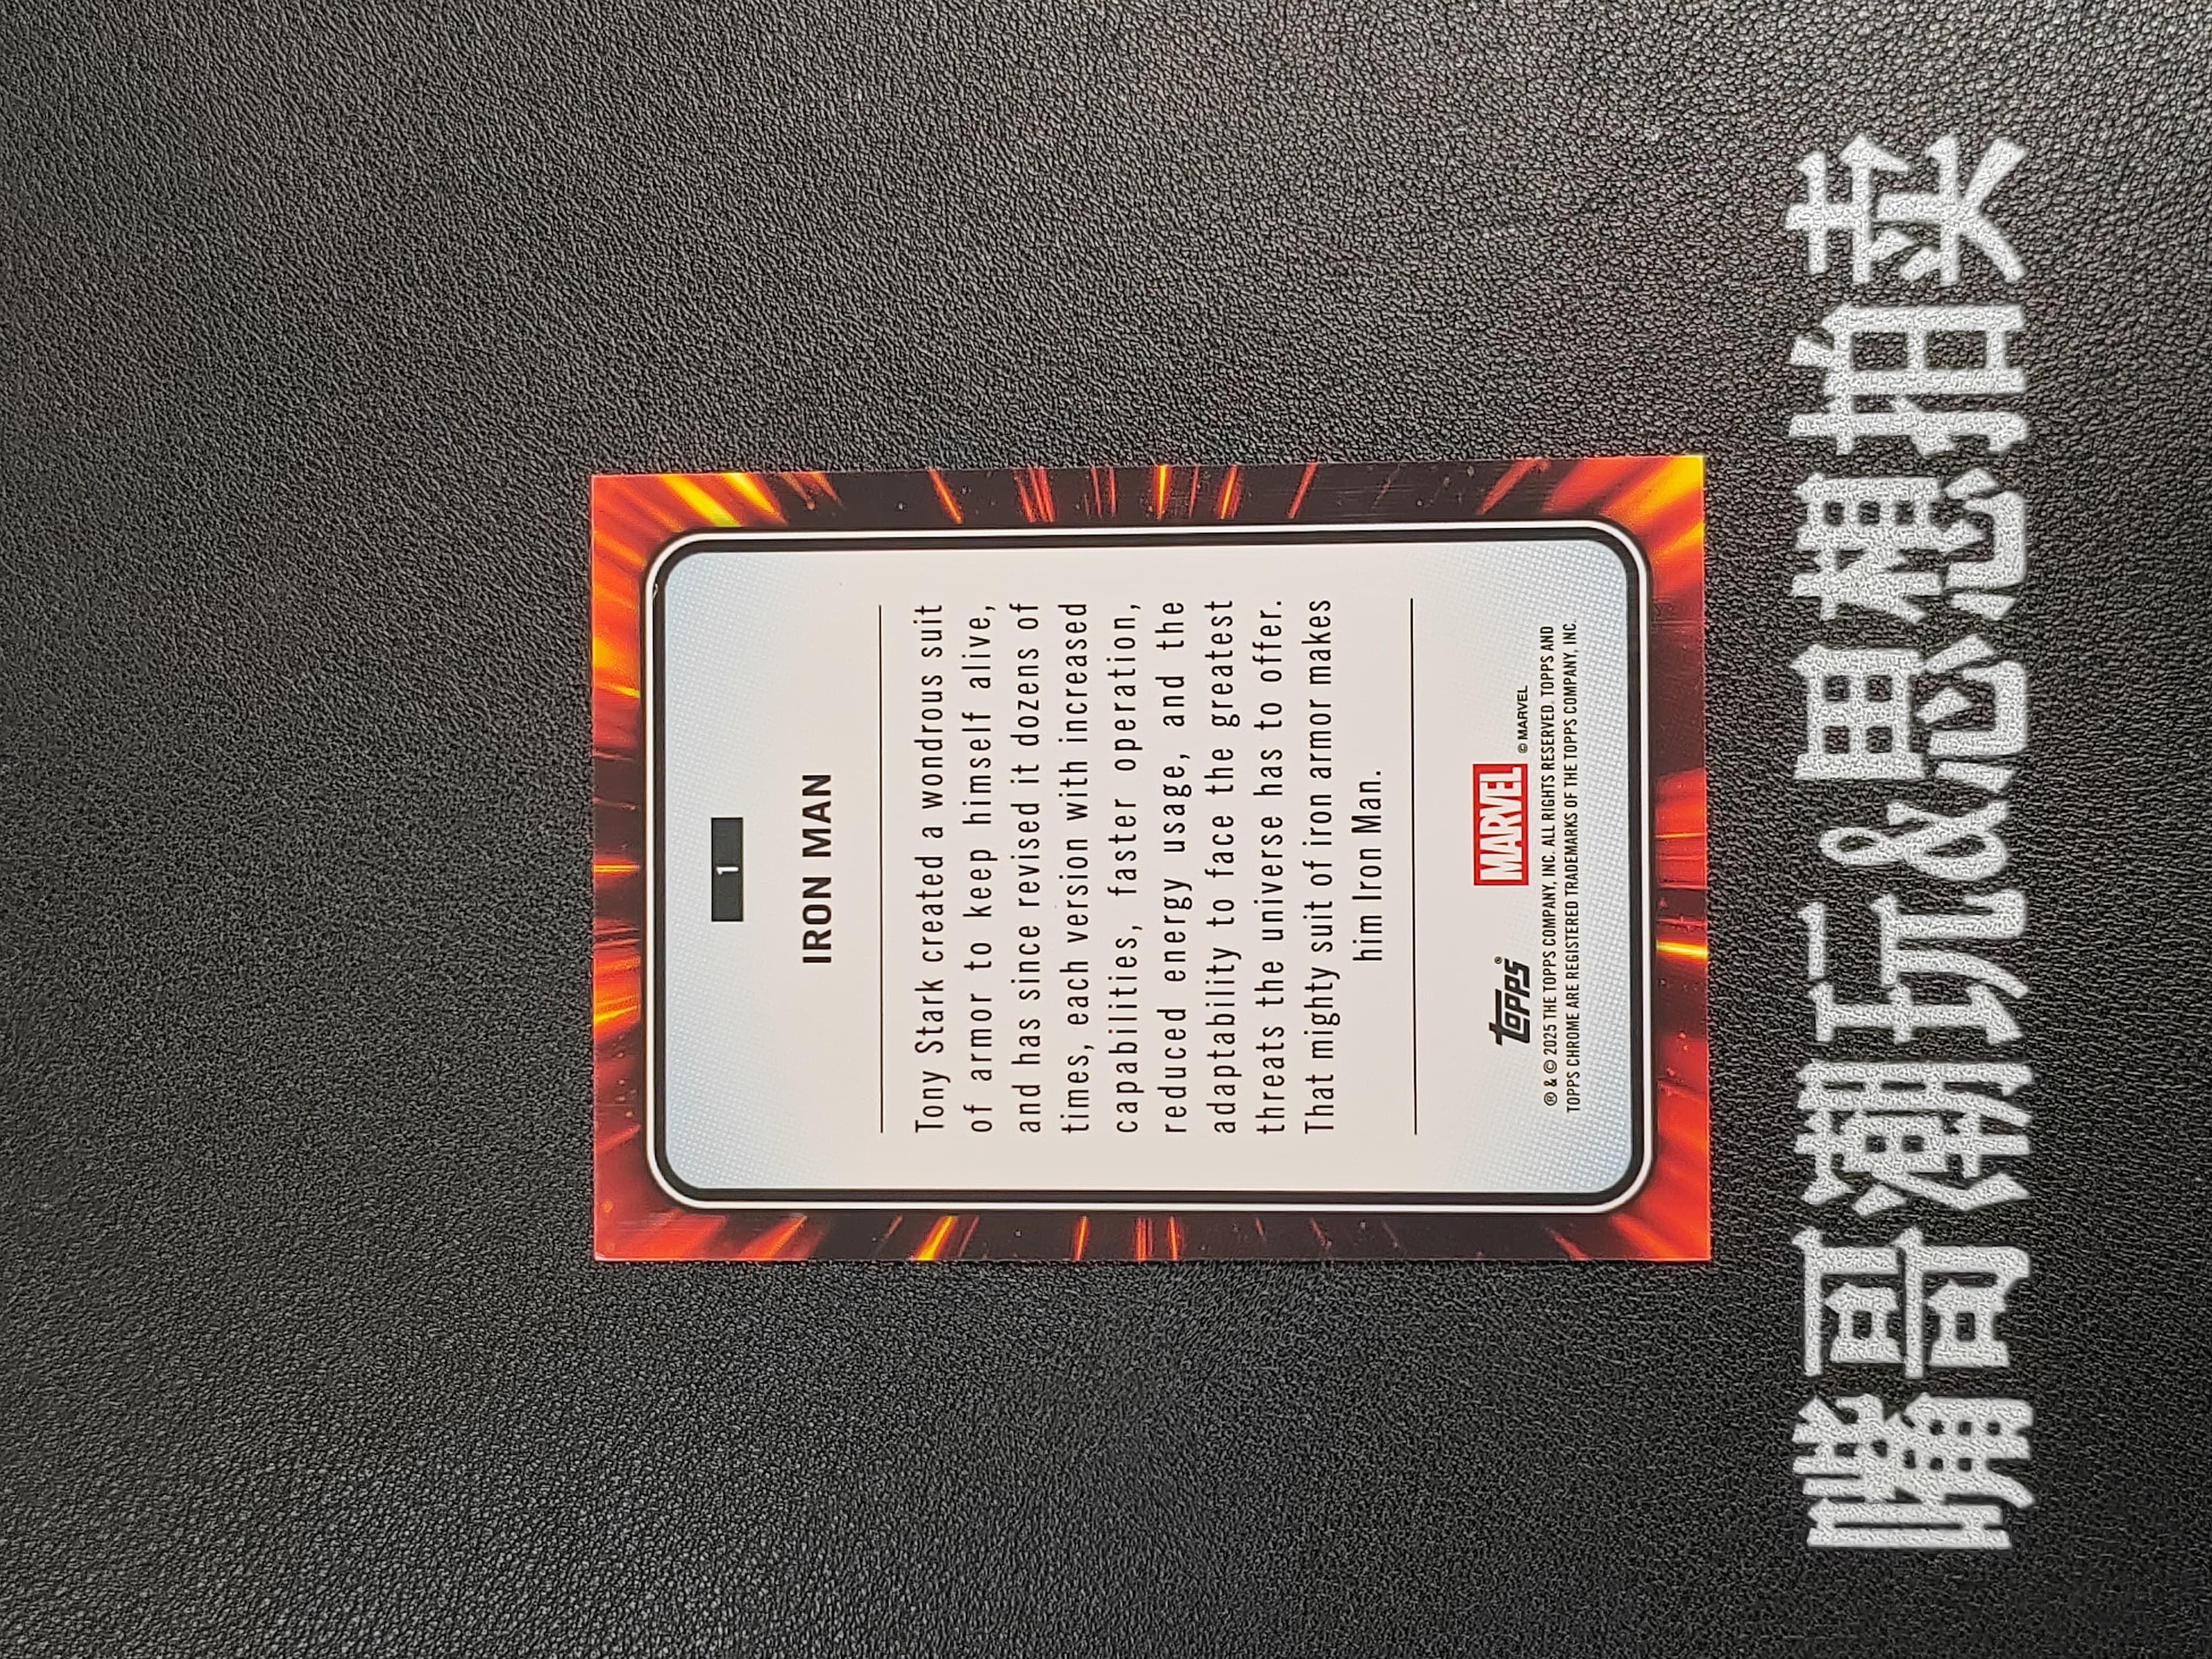 1
IRON MAN
Tony Stark created a wondrous suit
of armor to keep himself alive,
and has since revised it dozens of
times, each version with increased
capabilities, faster operation,
reduced energy usage, and the
adaptability to face the greatest
threats the universe has to offer.
That mighty suit of iron armor makes
him Iron Man.
topps® MARVEL © MARVEL
® & © 2025 THE TOPPS COMPANY, INC. ALL RIGHTS RESERVED. TOPPS AND
TOPPS CHROME ARE REGISTERED TRADEMARKS OF THE TOPPS COMPANY, INC.
嘴哥潮玩&思想拍卖